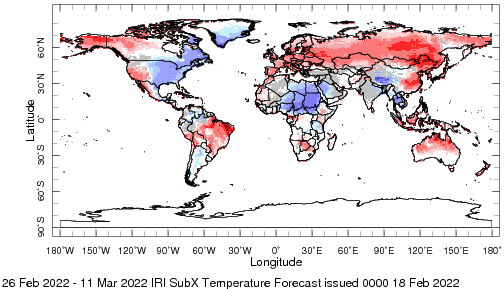 60°N
30°N
0°
30°S
60°S
90°S
Latitude
180°W 150°W 120°W 90°W 60°W 30°W 0° 30°E 60°E 90°E 120°E 150°E 180°E
Longitude
26 Feb 2022 - 11 Mar 2022 IRI SubX Temperature Forecast issued 0000 18 Feb 2022